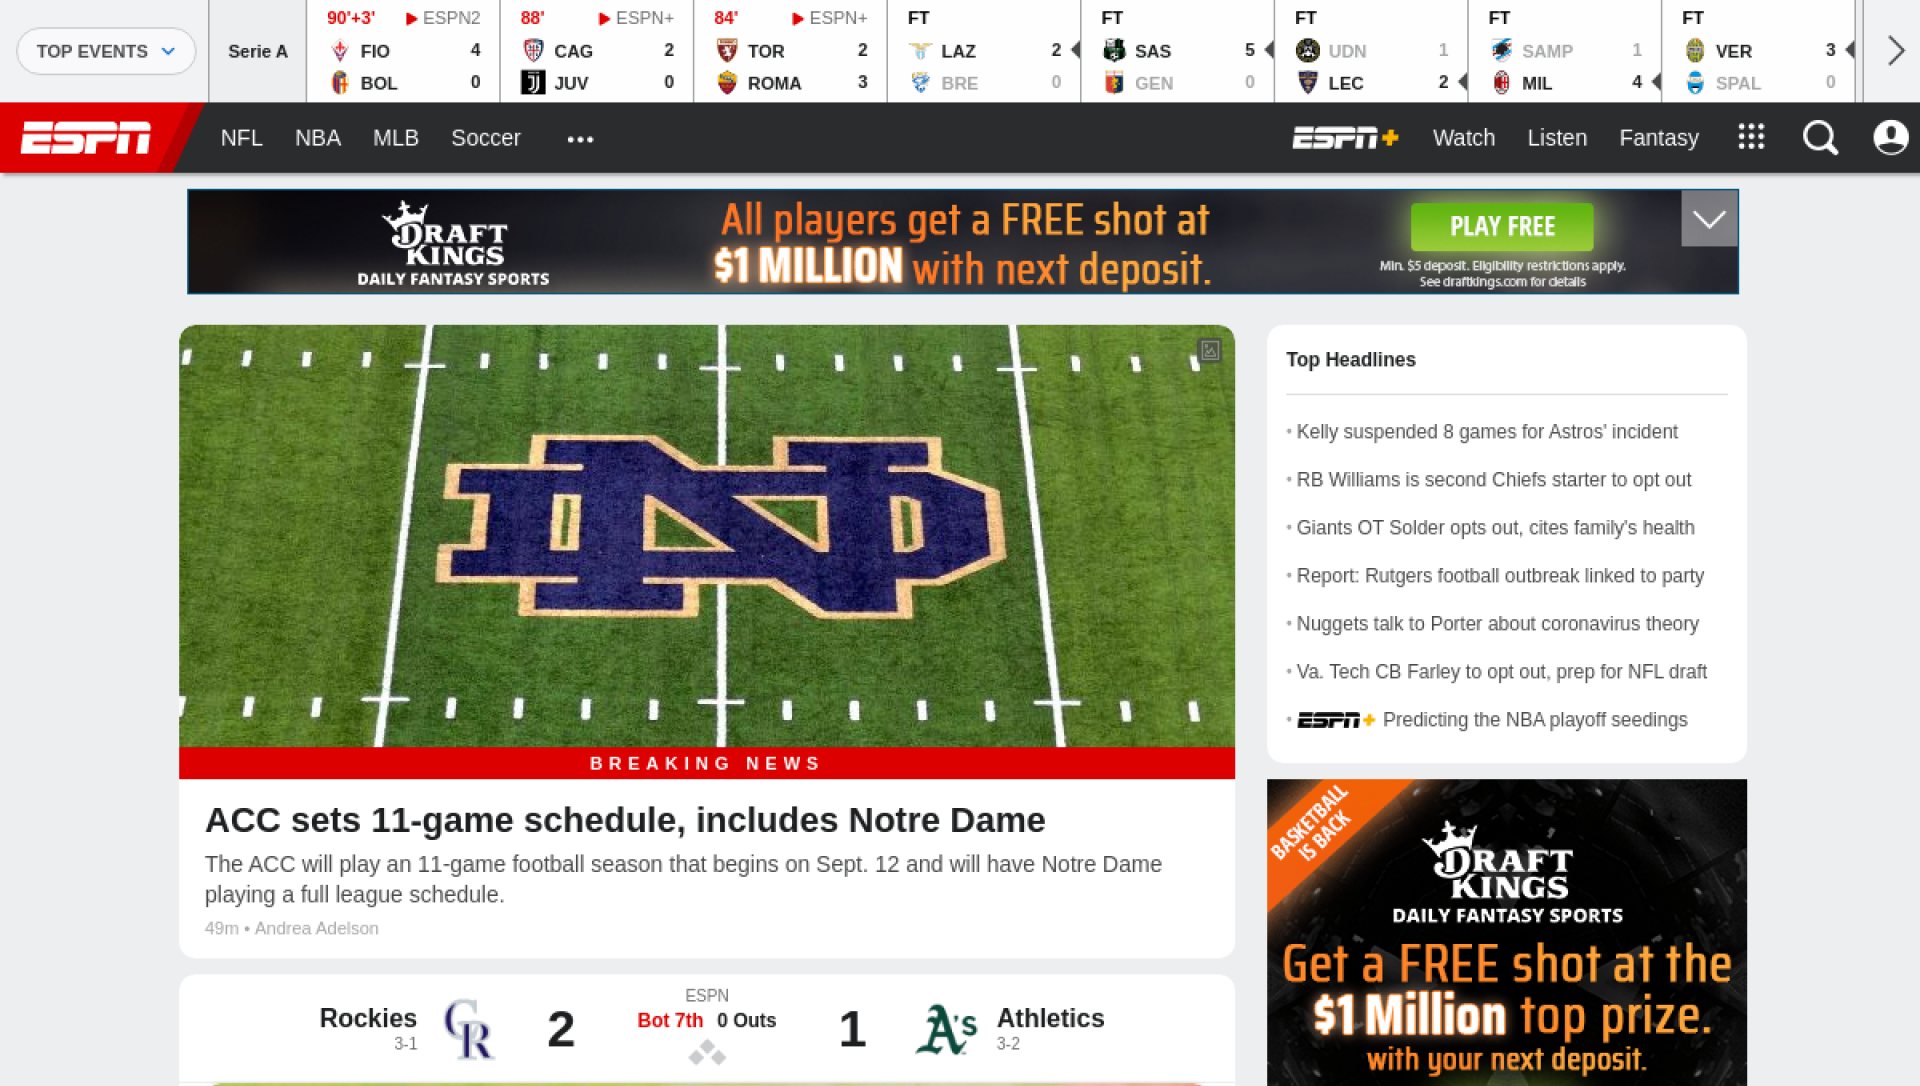 TOP EVENTS
Serie A
90'+3' ESPN2
FIO 4
BOL 0
88' ESPN+
CAG 2
JUV 0
84' ESPN+
TOR 2
ROMA 3
FT
LAZ 2
BRE 0
FT
SAS 5
GEN 0
FT
UDN 1
LEC 2
FT
SAMP 1
MIL 4
FT
VER 3
SPAL 0
ESPN NFL NBA MLB Soccer ESPN+ Watch Listen Fantasy
DRAFT
KINGS
DAILY FANTASY SPORTS
All players get a FREE shot at
$1 MILLION with next deposit.
PLAY FREE
Min. $5 deposit. Eligibility restrictions apply.
See draftkings.com for details
BREAKING NEWS
ACC sets 11-game schedule, includes Notre Dame
The ACC will play an 11-game football season that begins on Sept. 12 and will have Notre Dame
playing a full league schedule.
49m • Andrea Adelson
Rockies
3-1
CR
2
ESPN
Bot 7th 0 Outs
1
A's
Athletics
3-2
Top Headlines
• Kelly suspended 8 games for Astros' incident
• RB Williams is second Chiefs starter to opt out
• Giants OT Solder opts out, cites family's health
• Report: Rutgers football outbreak linked to party
• Nuggets talk to Porter about coronavirus theory
• Va. Tech CB Farley to opt out, prep for NFL draft
• ESPN+ Predicting the NBA playoff seedings
BASKETBALL
IS BACK
DRAFT
KINGS
DAILY FANTASY SPORTS
Get a FREE shot at the
$1 Million top prize.
with your next deposit.